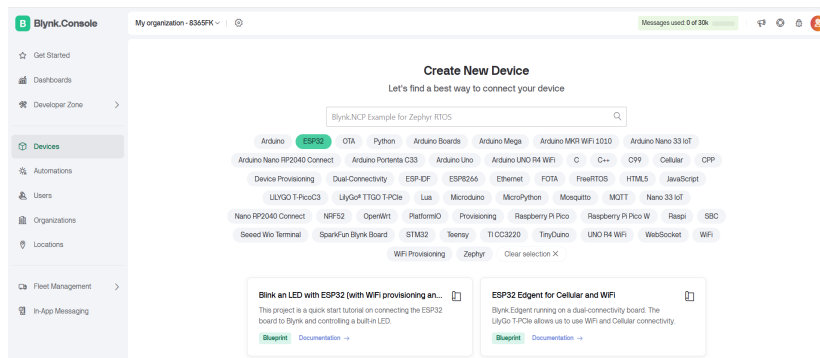 B Blynk.Console
My organization - 8365FK
Messages used: 0 of 30k
Get Started
Dashboards
Developer Zone
Devices
Automations
Users
Organizations
Locations
Fleet Management
In-App Messaging
Create New Device
Let's find a best way to connect your device
Blynk.NCP Example for Zephyr RTOS
Arduino ESP32 OTA Python Arduino Boards Arduino Mega Arduino MKR WiFi 1010 Arduino Nano 33 IoT
Arduino Nano RP2040 Connect Arduino Portenta C33 Arduino Uno Arduino UNO R4 WiFi C C++ C99 Cellular CPP
Device Provisioning Dual-Connectivity ESP-IDF ESP8266 Ethernet FOTA FreeRTOS HTML5 JavaScript
LILYGO T-PicoC3 LilyGo® TTGO T-PCIe Lua Microduino MicroPython Mosquitto MQTT Nano 33 IoT
Nano RP2040 Connect NRF52 OpenWrt PlatformIO Provisioning Raspberry Pi Pico Raspberry Pi Pico W Raspi SBC
Seeed Wio Terminal SparkFun Blynk Board STM32 Teensy TI CC3220 TinyDuino UNO R4 WiFi WebSocket WiFi
WiFi Provisioning Zephyr Clear selection ×
Blink an LED with ESP32 (with WiFi provisioning an...
This project is a quick start tutorial on connecting the ESP32
board to Blynk and controlling a built-in LED.
Blueprint Documentation →
ESP32 Edgent for Cellular and WiFi
Blynk.Edgent running on a dual-connectivity board. The
LilyGo T-PCIe allows us to use WiFi and Cellular connectivity.
Blueprint Documentation →